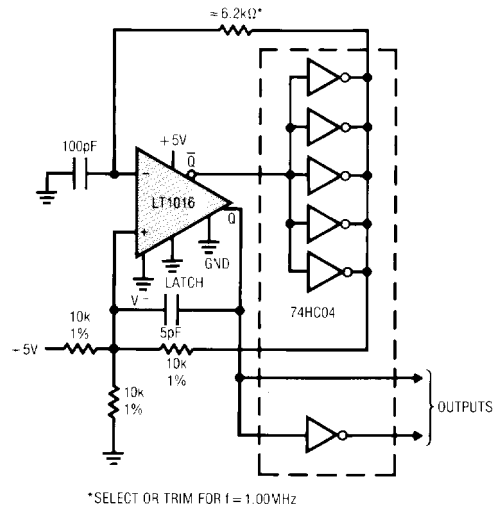 ≈6.2kΩ*
100pF
+5V
Q̅
−
LT1016
Q
+
GND
V−
LATCH
74HC04
10k
1%
5pF
+5V
10k
1%
10k
1%
OUTPUTS
*SELECT OR TRIM FOR f = 1.00MHz